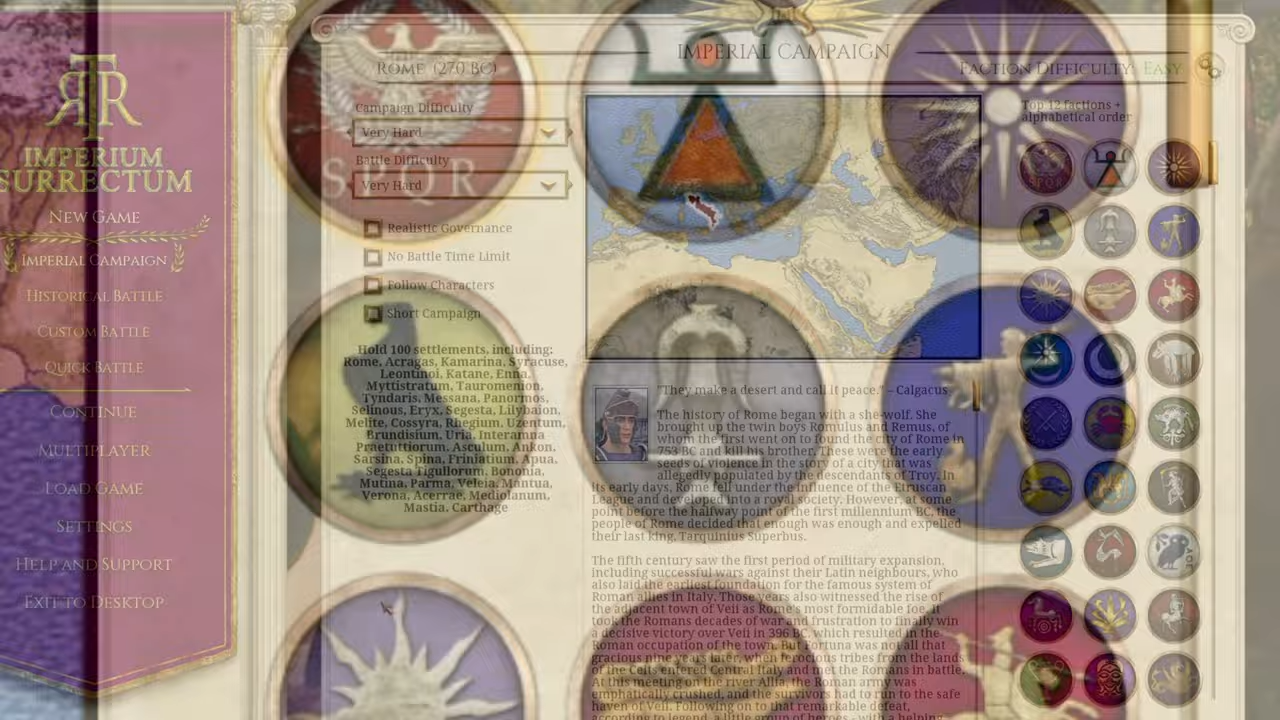 RTR
IMPERIUM
SURRECTUM
NEW GAME
IMPERIAL CAMPAIGN
HISTORICAL BATTLE
CUSTOM BATTLE
QUICK BATTLE
CONTINUE
MULTIPLAYER
LOAD GAME
SETTINGS
HELP AND SUPPORT
EXIT TO DESKTOP
IMPERIAL CAMPAIGN
ROME (270 BC)
FACTION DIFFICULTY: EASY
Campaign Difficulty
Very Hard
Battle Difficulty
Very Hard
SPQR
Realistic Governance
No Battle Time Limit
Follow Characters
Short Campaign
Hold 100 settlements, including:
Rome, Acragas, Kamarina, Syracuse,
Leontinoi, Katane, Enna,
Myttistratum, Tauromenion,
Tyndaris, Messana, Panormos,
Selinous, Eryx, Segesta, Lilybaion,
Melite, Cossyra, Rhegium, Uzentum,
Brundisium, Uria, Interamna
Praetuttiorum, Asculum, Ankon,
Sarsina, Spina, Friniatium, Apua,
Segesta Tigullorum, Bononia,
Mutina, Parma, Veleia, Mantua,
Verona, Acerrae, Mediolanum,
Mastia, Carthage
"They make a desert and call it peace." – Calgacus
The history of Rome began with a she-wolf. She
brought up the twin boys Romulus and Remus, of
whom the first went on to found the city of Rome in
753 BC and kill his brother. These were the early
seeds of violence in the story of a city that was
allegedly populated by the descendants of Troy. In
its early days, Rome fell under the influence of the Etruscan
League and developed into a royal society. However, at some
point before the halfway point of the first millennium BC, the
people of Rome decided that enough was enough and expelled
their last king, Tarquinius Superbus.
The fifth century saw the first period of military expansion,
including successful wars against their Latin neighbours, who
also laid the earliest foundation for the famous system of
Roman allies in Italy. Those years also witnessed the rise of
the adjacent town of Veii as Rome's most formidable foe. It
took the Romans decades of war and frustration to finally win
a decisive victory over Veii in 396 BC, which resulted in the
Roman occupation of the town. But Fortuna was not all that
gracious nine years later, when ferocious tribes from the lands
of the Celts entered Central Italy and met the Romans in battle.
At this meeting on the river Allia, the Roman army was
emphatically crushed, and the survivors had to run to the safe
haven of Veii. Following on to that remarkable defeat,
according to legend, a little group of heroes - with a helping
Top 12 factions +
alphabetical order